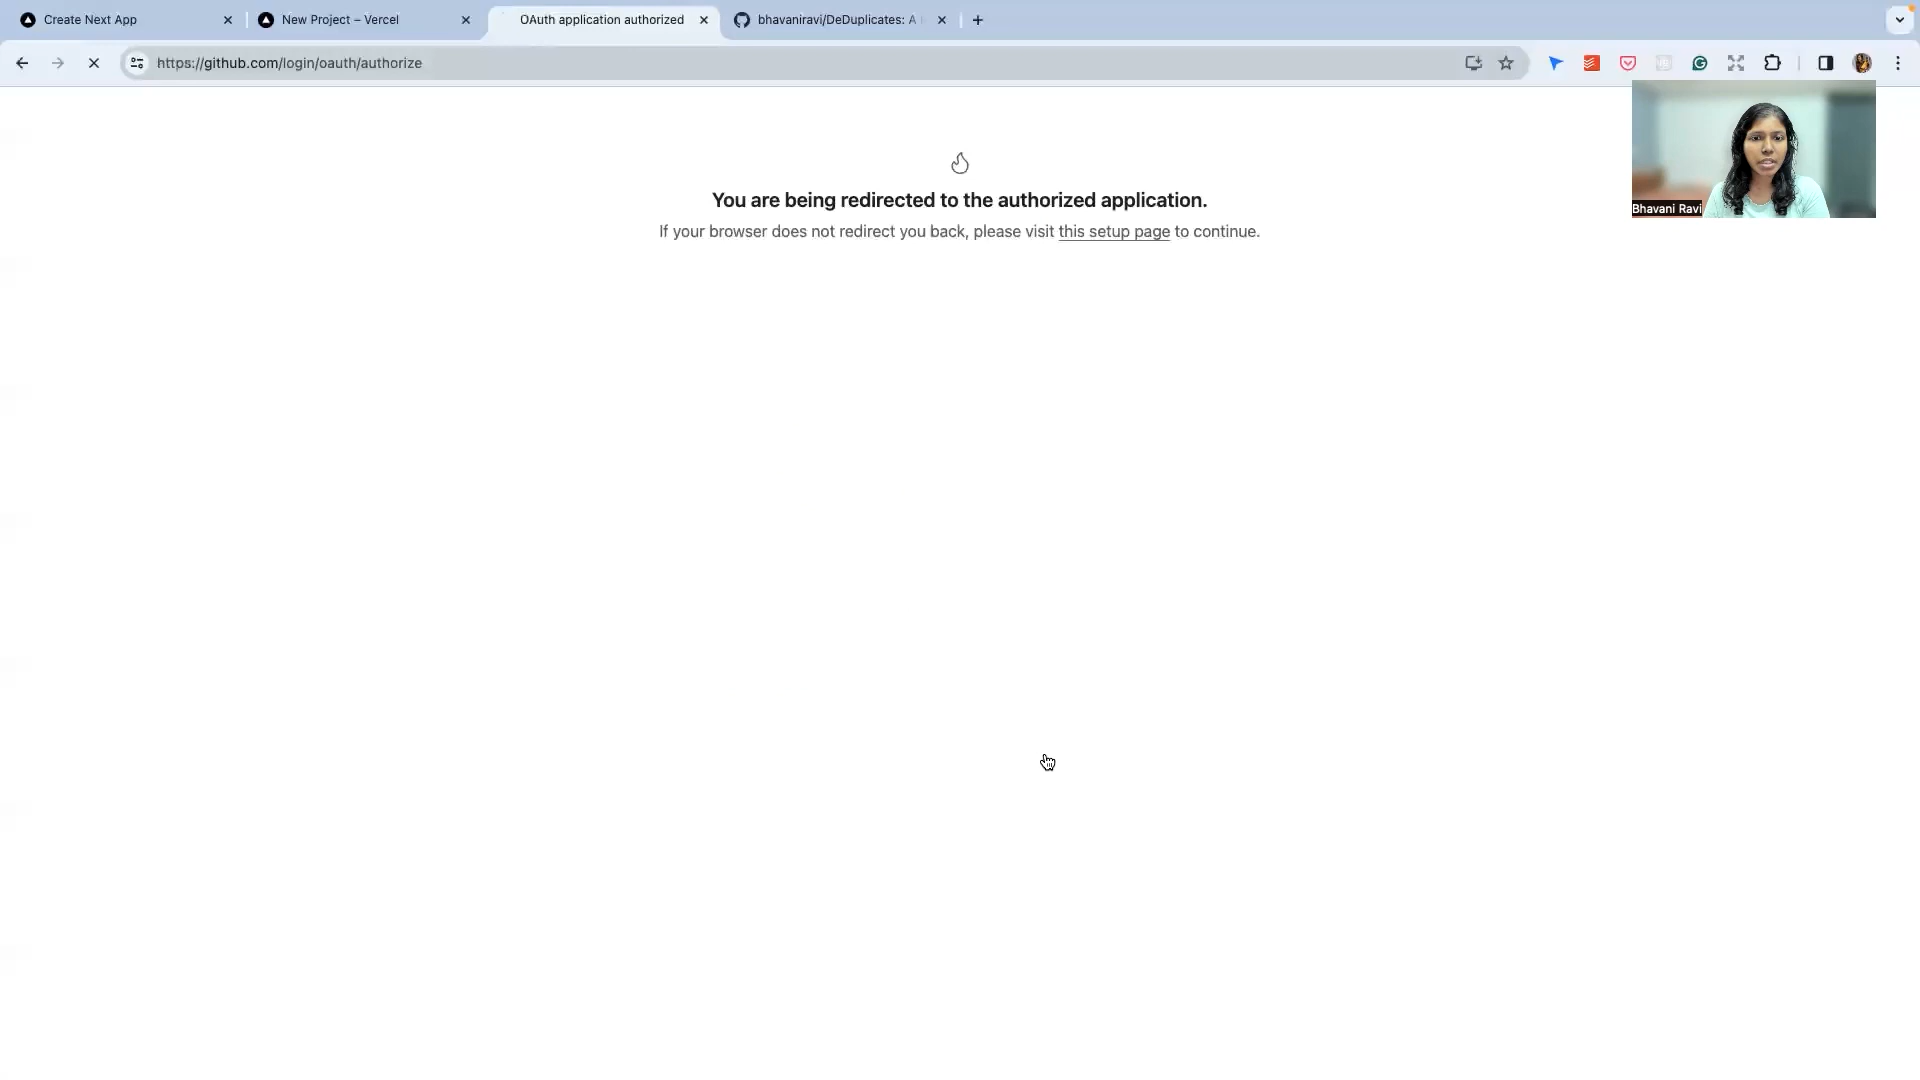 Create Next App
New Project – Vercel
OAuth application authorized
bhavaniravi/DeDuplicates: A
https://github.com/login/oauth/authorize
You are being redirected to the authorized application.
If your browser does not redirect you back, please visit this setup page to continue.
Bhavani Ravi